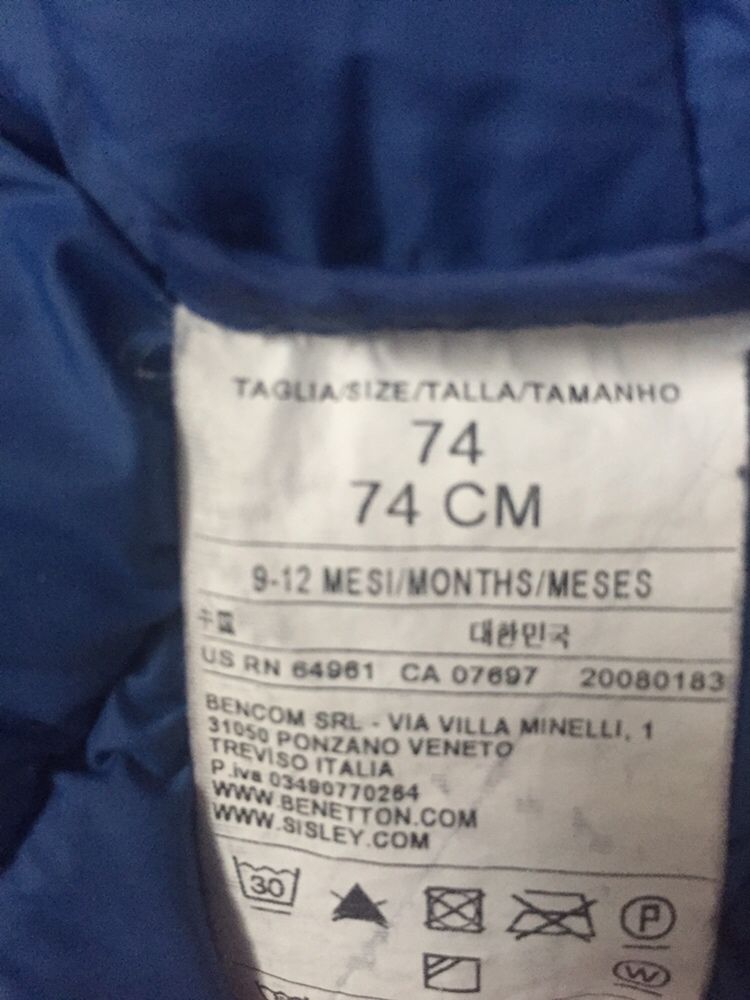 TAGLIA/SIZE/TALLA/TAMANHO
74
74 CM
9-12 MESI/MONTHS/MESES
대한민국
US RN 64961 CA 07697 20080183
BENCOM SRL - VIA VILLA MINELLI, 1
31050 PONZANO VENETO
TREVISO ITALIA
P.iva 03490770264
WWW.BENETTON.COM
WWW.SISLEY.COM
30
P
W